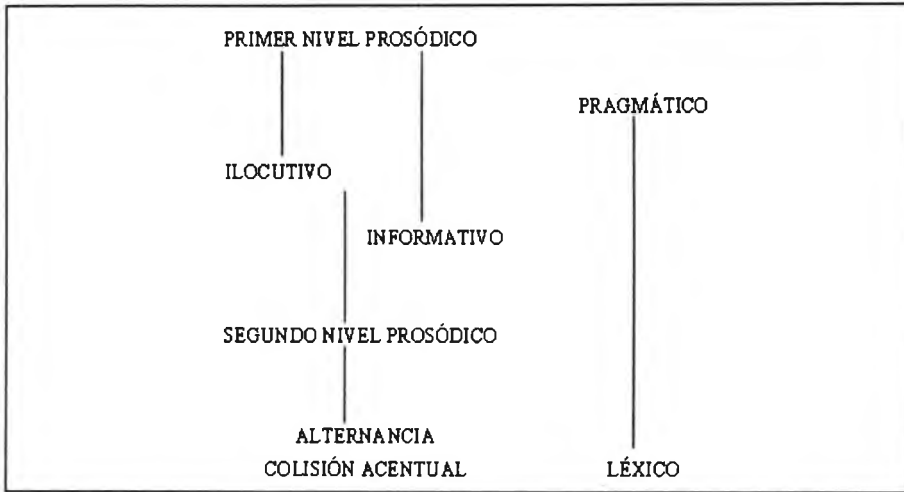 PRIMER NIVEL PROSÓDICO
PRAGMÁTICO
ILOCUTIVO
INFORMATIVO
SEGUNDO NIVEL PROSÓDICO
ALTERNANCIA
COLISIÓN ACENTUAL
LÉXICO